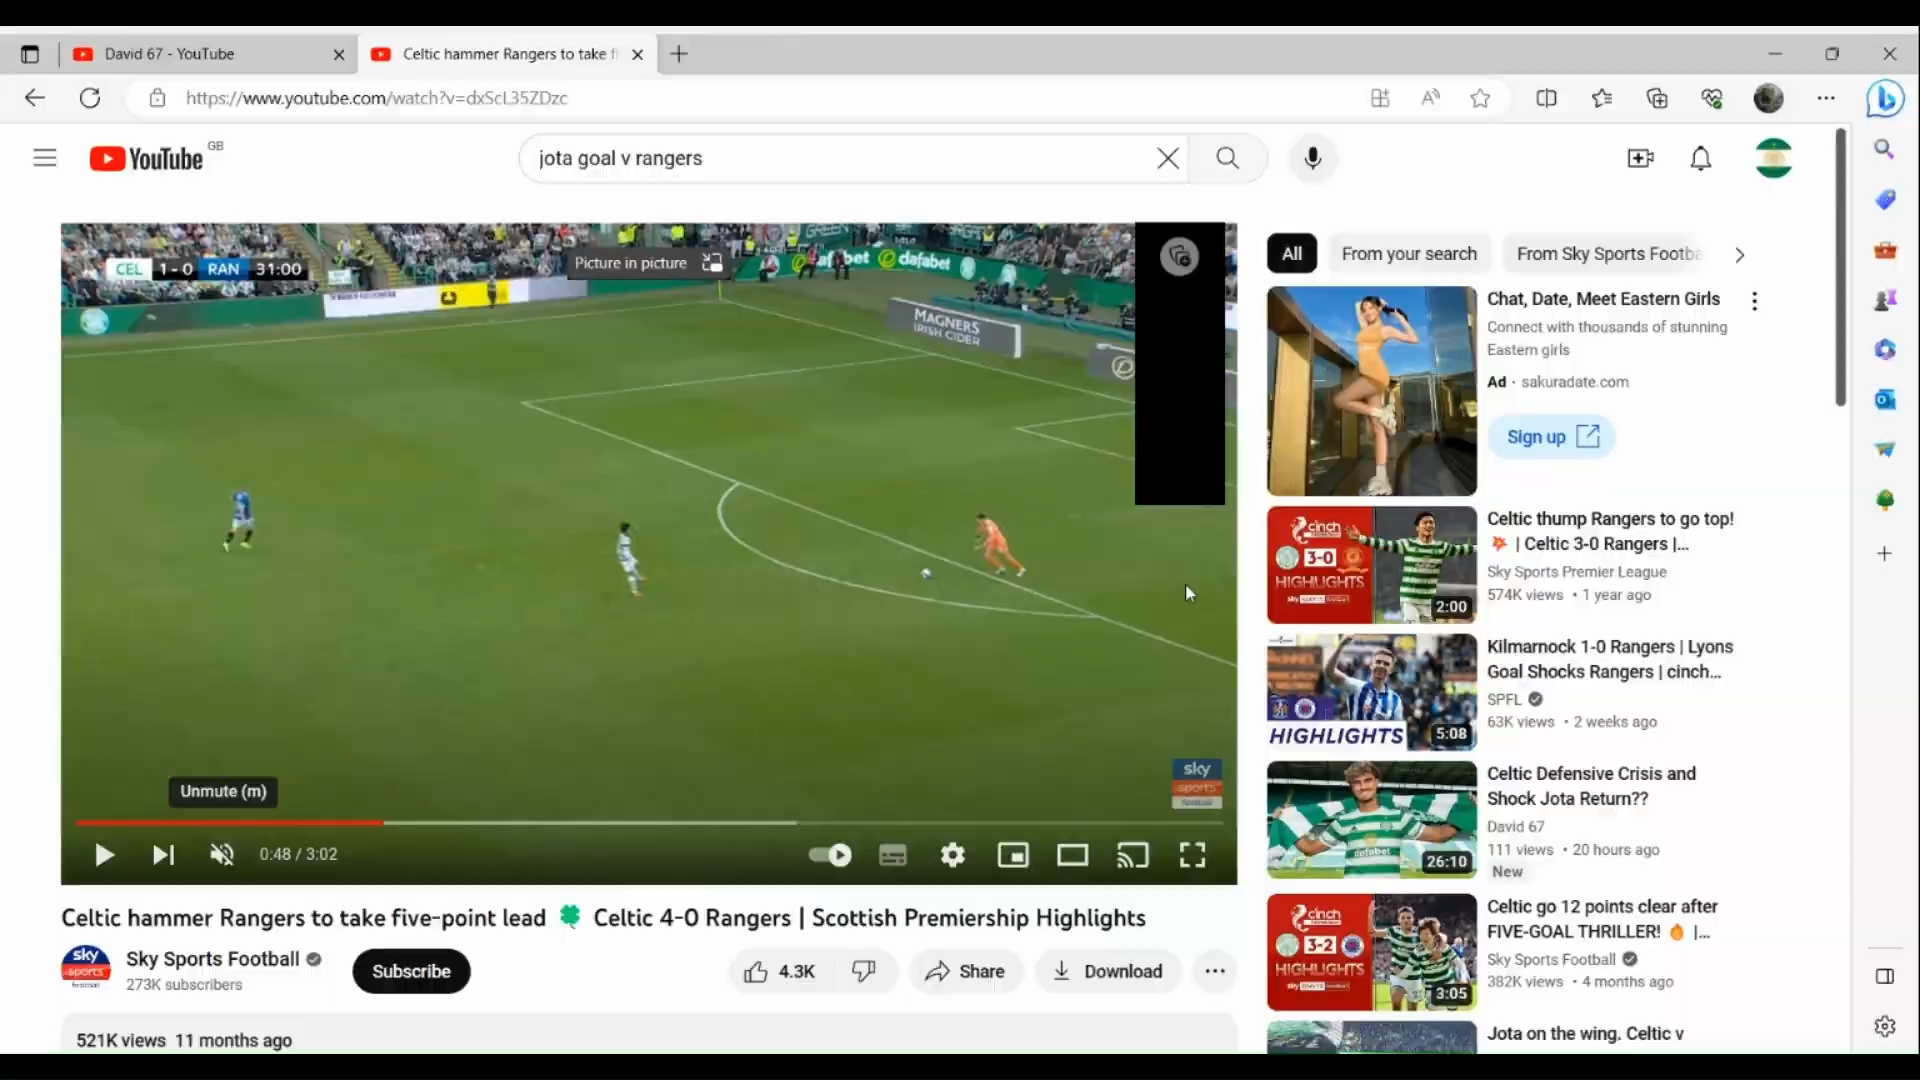 David 67 - YouTube
Celtic hammer Rangers to take fi
https://www.youtube.com/watch?v=dxScL35ZDzc
YouTube GB
jota goal v rangers
CEL 1 - 0 RAN 31:00
Picture in picture
dafabet
MAGNERS
IRISH CIDER
sky
sports
football
Unmute (m)
0:48 / 3:02
Celtic hammer Rangers to take five-point lead 🍀 Celtic 4-0 Rangers | Scottish Premiership Highlights
sky
sports
Sky Sports Football
273K subscribers
Subscribe
4.3K
Share
Download
521K views 11 months ago
All
From your search
From Sky Sports Footba
Chat, Date, Meet Eastern Girls
Connect with thousands of stunning
Eastern girls
Ad · sakuradate.com
Sign up
cinch
3-0
HIGHLIGHTS
2:00
Celtic thump Rangers to go top!
💥 | Celtic 3-0 Rangers |...
Sky Sports Premier League
574K views • 1 year ago
HIGHLIGHTS
5:08
Kilmarnock 1-0 Rangers | Lyons
Goal Shocks Rangers | cinch...
SPFL
63K views • 2 weeks ago
dafabet
26:10
Celtic Defensive Crisis and
Shock Jota Return??
David 67
111 views • 20 hours ago
New
cinch
3-2
HIGHLIGHTS
3:05
Celtic go 12 points clear after
FIVE-GOAL THRILLER! 🔥 |...
Sky Sports Football
382K views • 4 months ago
Jota on the wing. Celtic v